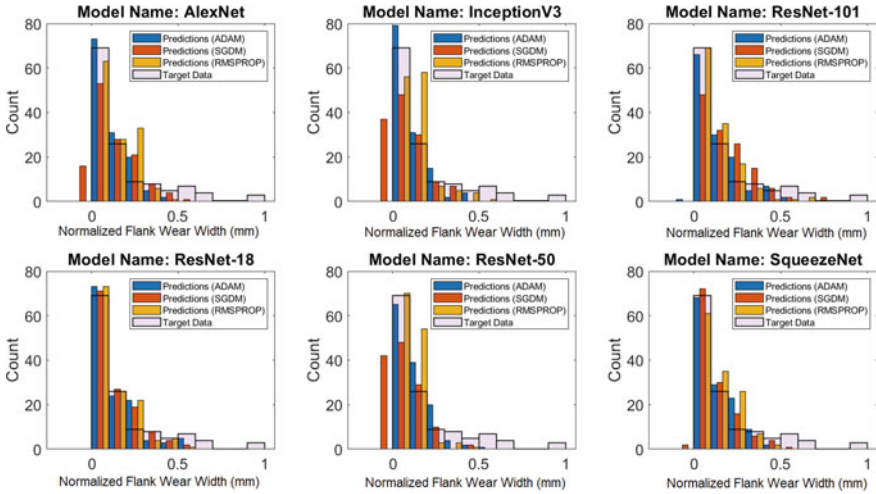 Model Name: AlexNet
80
60
40
20
0
Count
Predictions (ADAM)
Predictions (SGDM)
Predictions (RMSPROP)
Target Data
0
0.5
1
Normalized Flank Wear Width (mm)
Model Name: InceptionV3
80
60
40
20
0
Count
Predictions (ADAM)
Predictions (SGDM)
Predictions (RMSPROP)
Target Data
0
0.5
1
Normalized Flank Wear Width (mm)
Model Name: ResNet-101
80
60
40
20
0
Count
Predictions (ADAM)
Predictions (SGDM)
Predictions (RMSPROP)
Target Data
0
0.5
1
Normalized Flank Wear Width (mm)
Model Name: ResNet-18
80
60
40
20
0
Count
Predictions (ADAM)
Predictions (SGDM)
Predictions (RMSPROP)
Target Data
0
0.5
1
Normalized Flank Wear Width (mm)
Model Name: ResNet-50
80
60
40
20
0
Count
Predictions (ADAM)
Predictions (SGDM)
Predictions (RMSPROP)
Target Data
0
0.5
1
Normalized Flank Wear Width (mm)
Model Name: SqueezeNet
80
60
40
20
0
Count
Predictions (ADAM)
Predictions (SGDM)
Predictions (RMSPROP)
Target Data
0
0.5
1
Normalized Flank Wear Width (mm)